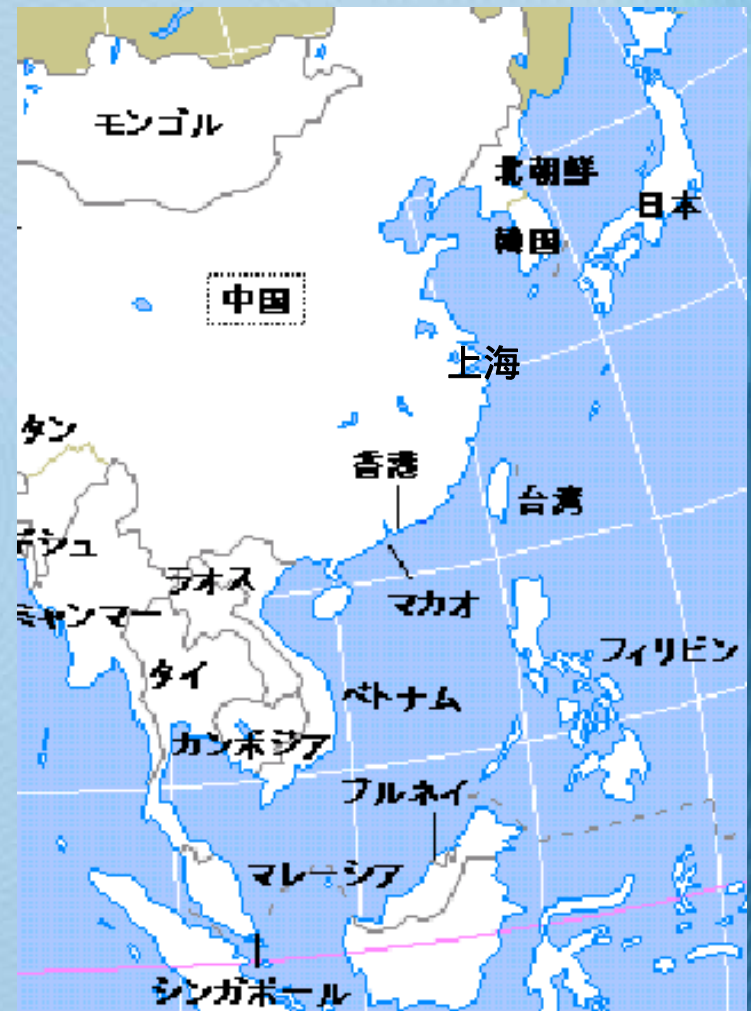 モンゴル
北朝鮮
日本
韓国
中国
上海
タン
香港
台湾
デシュ
ラオス
マカオ
ミャンマー
フィリピン
タイ
ベトナム
カンボジア
ブルネイ
マレーシア
シンガポール